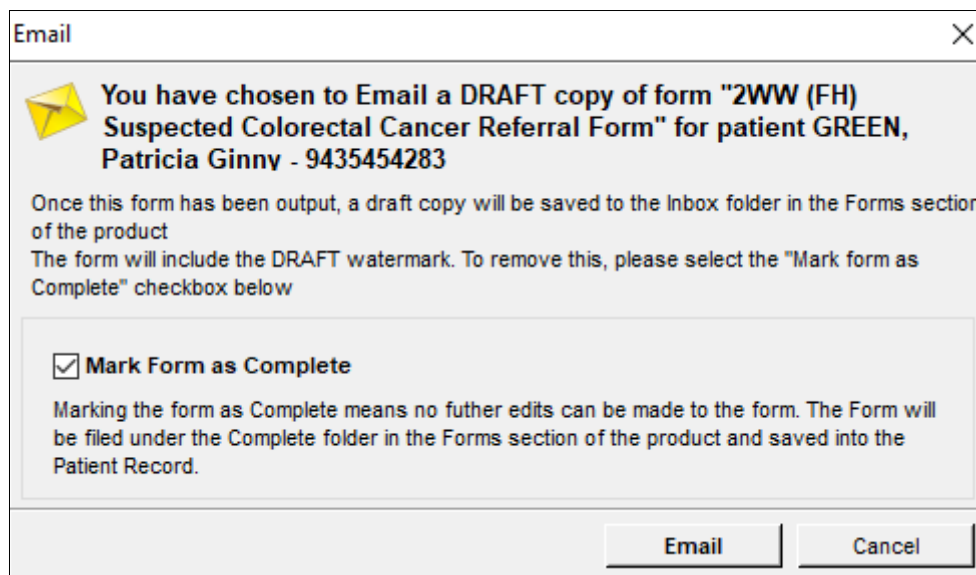 Email
You have chosen to Email a DRAFT copy of form "2WW (FH)
Suspected Colorectal Cancer Referral Form" for patient GREEN,
Patricia Ginny - 9435454283
Once this form has been output, a draft copy will be saved to the Inbox folder in the Forms section
of the product
The form will include the DRAFT watermark. To remove this, please select the "Mark form as
Complete" checkbox below
Mark Form as Complete
Marking the form as Complete means no futher edits can be made to the form. The Form will
be filed under the Complete folder in the Forms section of the product and saved into the
Patient Record.
Email
Cancel